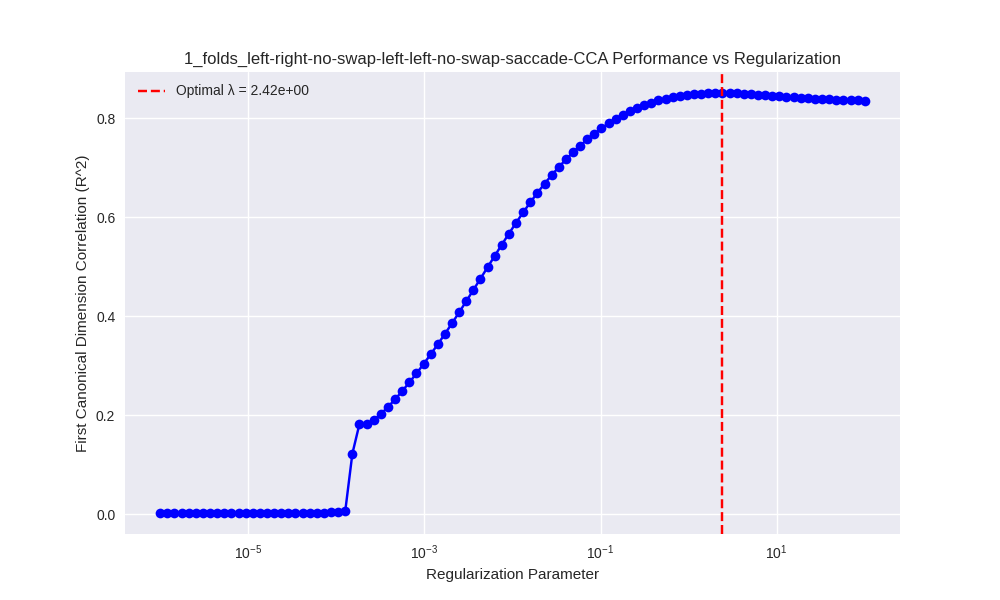 1_folds_left-right-no-swap-left-left-no-swap-saccade-CCA Performance vs Regularization
Optimal λ = 2.42e+00
First Canonical Dimension Correlation (R^2)
0.8
0.6
0.4
0.2
0.0
10⁻⁵ 10⁻³ 10⁻¹ 10¹
Regularization Parameter